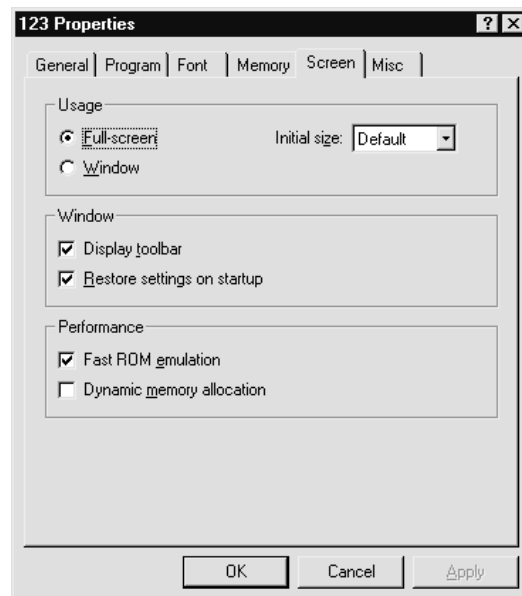 123 Properties
General Program Font Memory Screen Misc
Usage
Full-screen Initial size: Default
Window
Window
Display toolbar
Restore settings on startup
Performance
Fast ROM emulation
Dynamic memory allocation
OK Cancel Apply